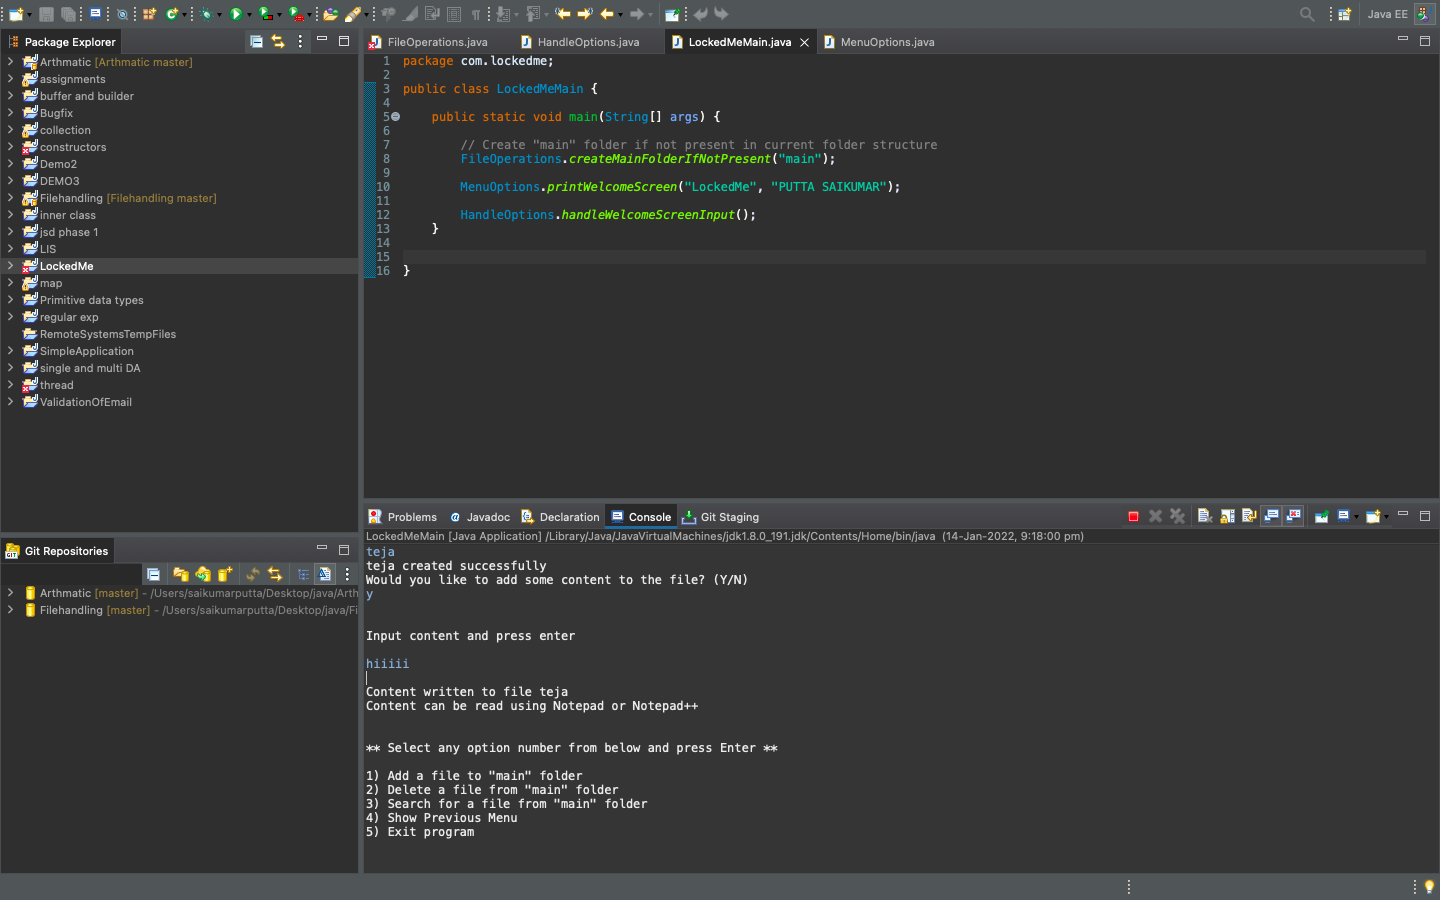 Java EE
Package Explorer
Arthmatic [Arthmatic master]
assignments
buffer and builder
Bugfix
collection
constructors
Demo2
DEMO3
Filehandling [Filehandling master]
inner class
jsd phase 1
LIS
LockedMe
map
Primitive data types
regular exp
RemoteSystemsTempFiles
SimpleApplication
single and multi DA
thread
ValidationOfEmail
Git Repositories
Arthmatic [master] - /Users/saikumarputta/Desktop/java/Arth
Filehandling [master] - /Users/saikumarputta/Desktop/java/Fi
FileOperations.java HandleOptions.java LockedMeMain.java MenuOptions.java
1 package com.lockedme;
2
3 public class LockedMeMain {
4
5 public static void main(String[] args) {
6
7 // Create "main" folder if not present in current folder structure
8 FileOperations.createMainFolderIfNotPresent("main");
9
10 MenuOptions.printWelcomeScreen("LockedMe", "PUTTA SAIKUMAR");
11
12 HandleOptions.handleWelcomeScreenInput();
13 }
14
15
16 }
Problems Javadoc Declaration Console Git Staging
LockedMeMain [Java Application] /Library/Java/JavaVirtualMachines/jdk1.8.0_191.jdk/Contents/Home/bin/java (14-Jan-2022, 9:18:00 pm)
teja
teja created successfully
Would you like to add some content to the file? (Y/N)
y
Input content and press enter
hiiiii
Content written to file teja
Content can be read using Notepad or Notepad++
** Select any option number from below and press Enter **
1) Add a file to "main" folder
2) Delete a file from "main" folder
3) Search for a file from "main" folder
4) Show Previous Menu
5) Exit program